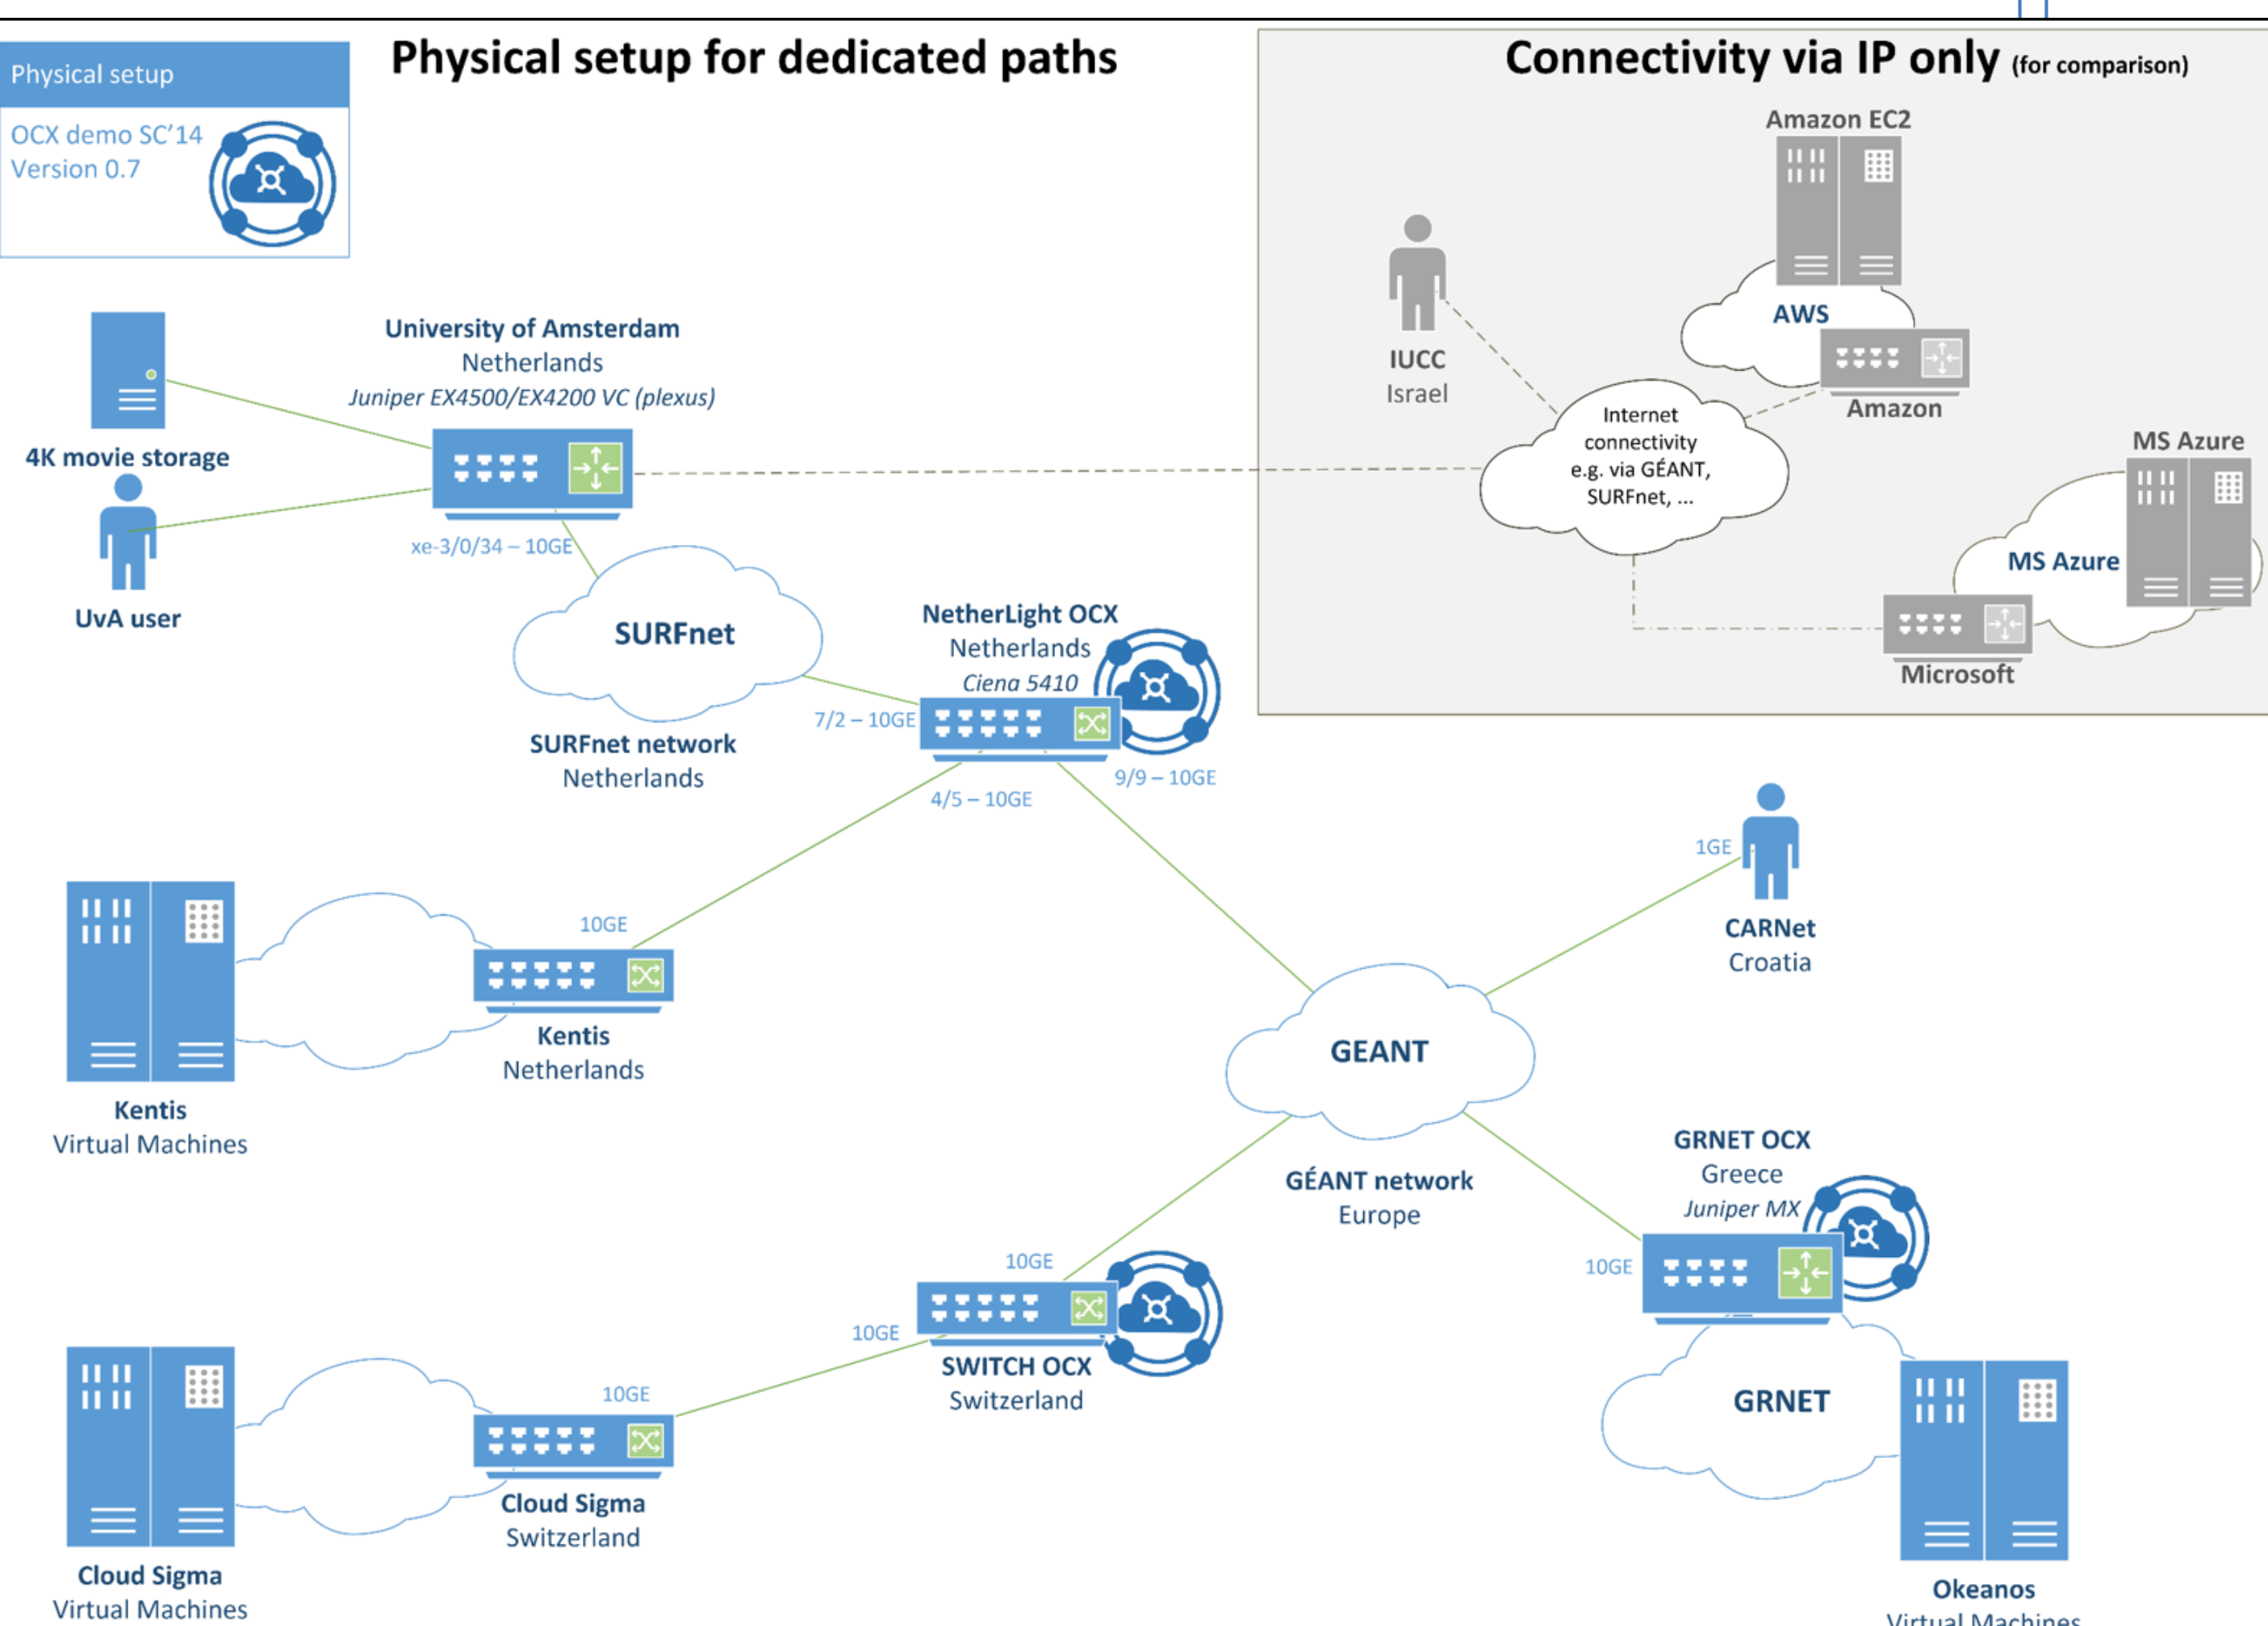 Physical setup
OCX demo SC'14
Version 0.7
Physical setup for dedicated paths
Connectivity via IP only (for comparison)
Amazon EC2
AWS
Amazon
IUCC
Israel
Internet
connectivity
e.g. via GÉANT,
SURFnet, ...
MS Azure
MS Azure
Microsoft
University of Amsterdam
Netherlands
Juniper EX4500/EX4200 VC (plexus)
4K movie storage
UvA user
xe-3/0/34 – 10GE
SURFnet
SURFnet network
Netherlands
NetherLight OCX
Netherlands
Ciena 5410
7/2 – 10GE
9/9 – 10GE
4/5 – 10GE
1GE
CARNet
Croatia
10GE
Kentis
Netherlands
Kentis
Virtual Machines
GEANT
GÉANT network
Europe
GRNET OCX
Greece
Juniper MX
10GE
GRNET
Okeanos
Virtual Machines
10GE
10GE
SWITCH OCX
Switzerland
10GE
Cloud Sigma
Switzerland
Cloud Sigma
Virtual Machines